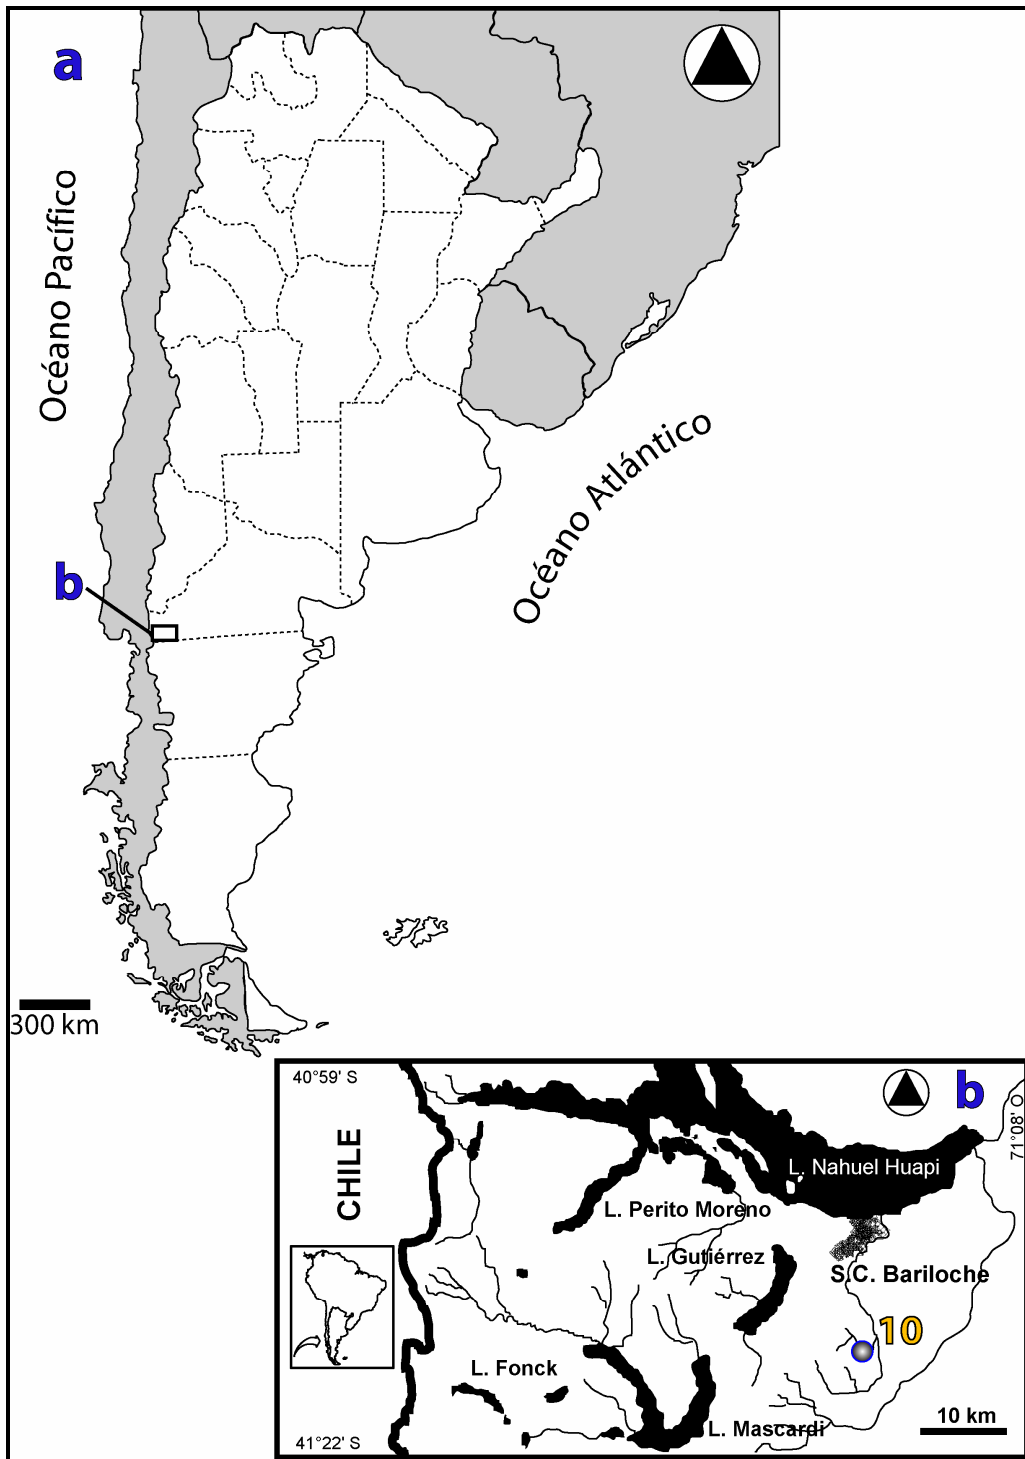 a
Océano Pacífico
Océano Atlántico
b
300 km
40°59' S
b
71°08' O
CHILE
L. Nahuel Huapi
L. Perito Moreno
L. Gutiérrez
S.C. Bariloche
10
L. Fonck
L. Mascardi
10 km
41°22' S